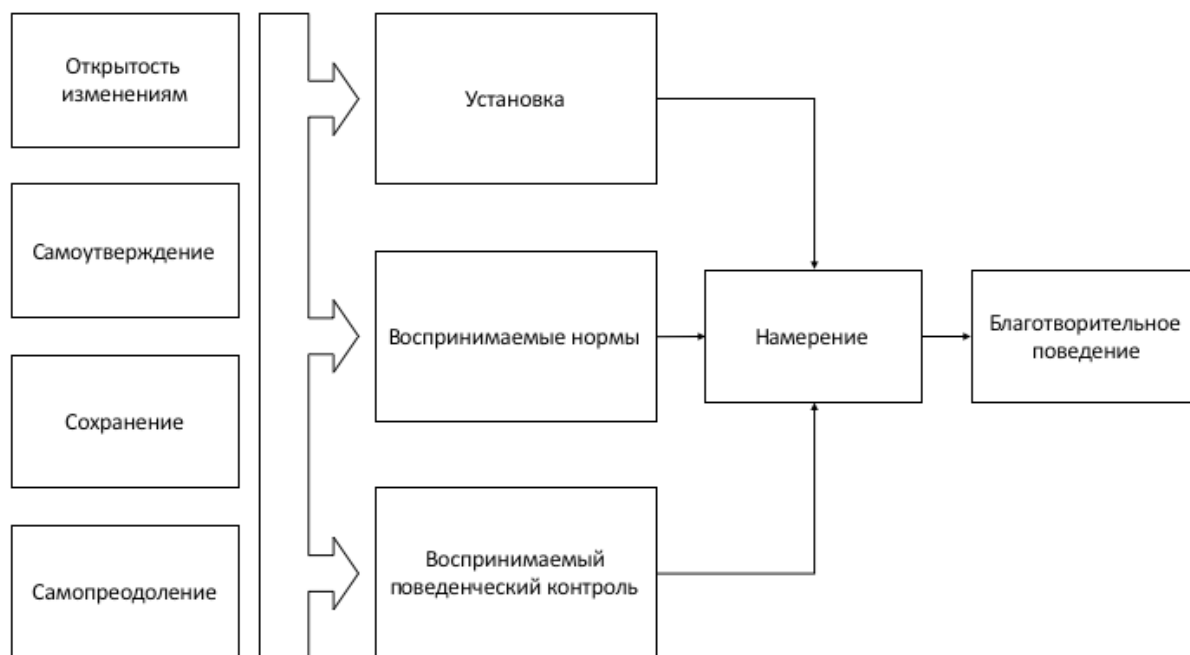 Открытость
изменениям
Самоутверждение
Сохранение
Самопреодоление
Установка
Воспринимаемые нормы
Воспринимаемый
поведенческий контроль
Намерение
Благотворительное
поведение